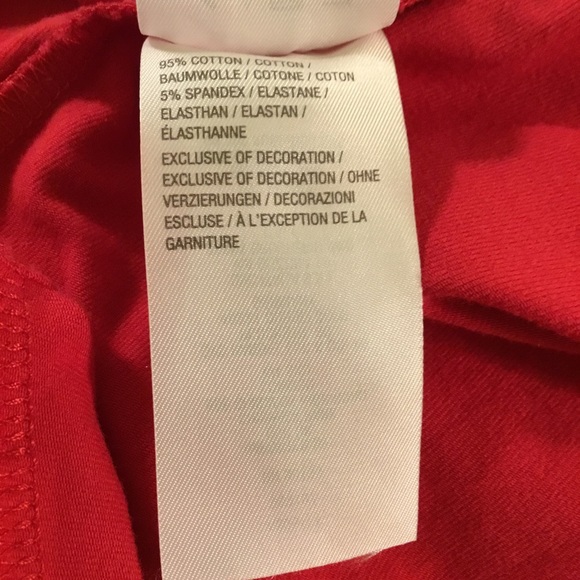 95% COTTON / COTTON /
BAUMWOLLE / COTONE / COTON
5% SPANDEX / ELASTANE /
ELASTHAN / ELASTAN /
ÉLASTHANNE
EXCLUSIVE OF DECORATION /
EXCLUSIVE OF DECORATION / OHNE
VERZIERUNGEN / DECORAZIONI
ESCLUSE / À L'EXCEPTION DE LA
GARNITURE